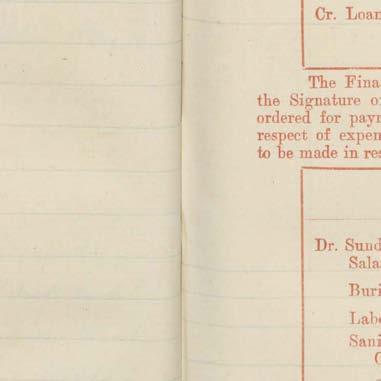 Cr. Loan
The Fina
the Signature o
ordered for payr
respect of expen
to be made in res
Dr. Sund
Sala
Buri
Labo
Sani